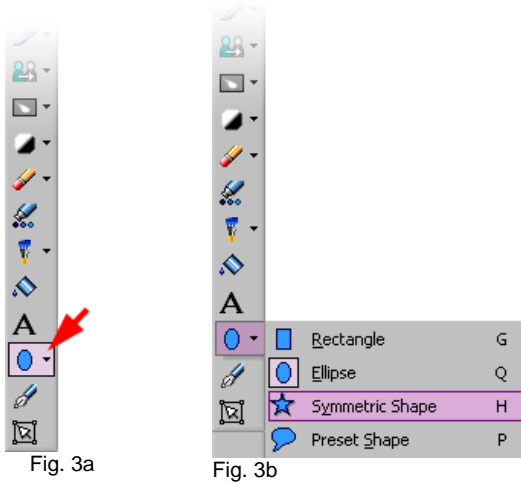 A
Fig. 3a
A
Rectangle G
Ellipse Q
Symmetric Shape H
Preset Shape P
Fig. 3b